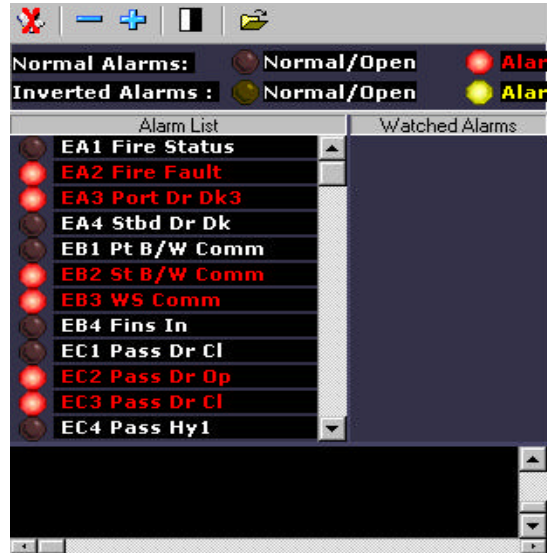 Normal Alarms: Normal/Open Alar
Inverted Alarms : Normal/Open Alar
Alarm List Watched Alarms
EA1 Fire Status
EA2 Fire Fault
EA3 Port Dr Dk3
EA4 Stbd Dr Dk
EB1 Pt B/W Comm
EB2 St B/W Comm
EB3 WS Comm
EB4 Fins In
EC1 Pass Dr Cl
EC2 Pass Dr Op
EC3 Pass Dr Cl
EC4 Pass Hy1